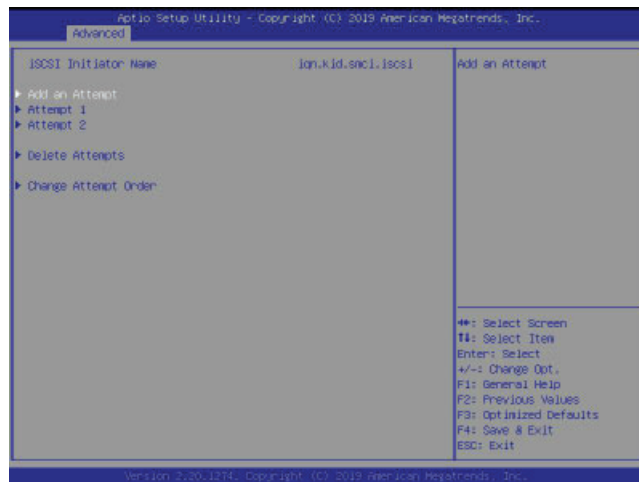 Aptio Setup Utility - Copyright (C) 2019 American Megatrends, Inc.
Advanced
iSCSI Initiator Name iqn.kid.smci.iscsi
Add an Attempt
Attempt 1
Attempt 2
Delete Attempts
Change Attempt Order
Add an Attempt
: Select Screen
: Select Item
Enter: Select
+/-: Change Opt.
F1: General Help
F2: Previous Values
F3: Optimized Defaults
F4: Save & Exit
ESC: Exit
Version 2.20.1274. Copyright (C) 2019 American Megatrends, Inc.